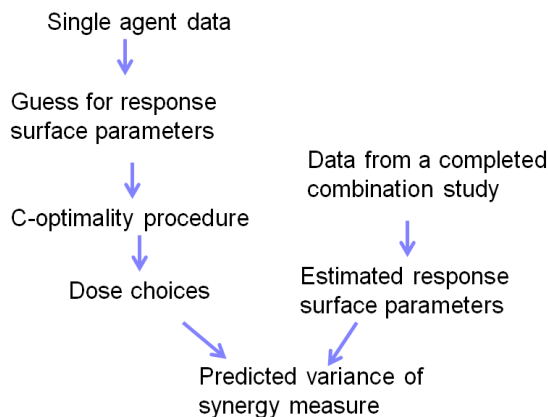 Single agent data
Guess for response
surface parameters
C-optimality procedure
Dose choices
Data from a completed
combination study
Estimated response
surface parameters
Predicted variance of
synergy measure